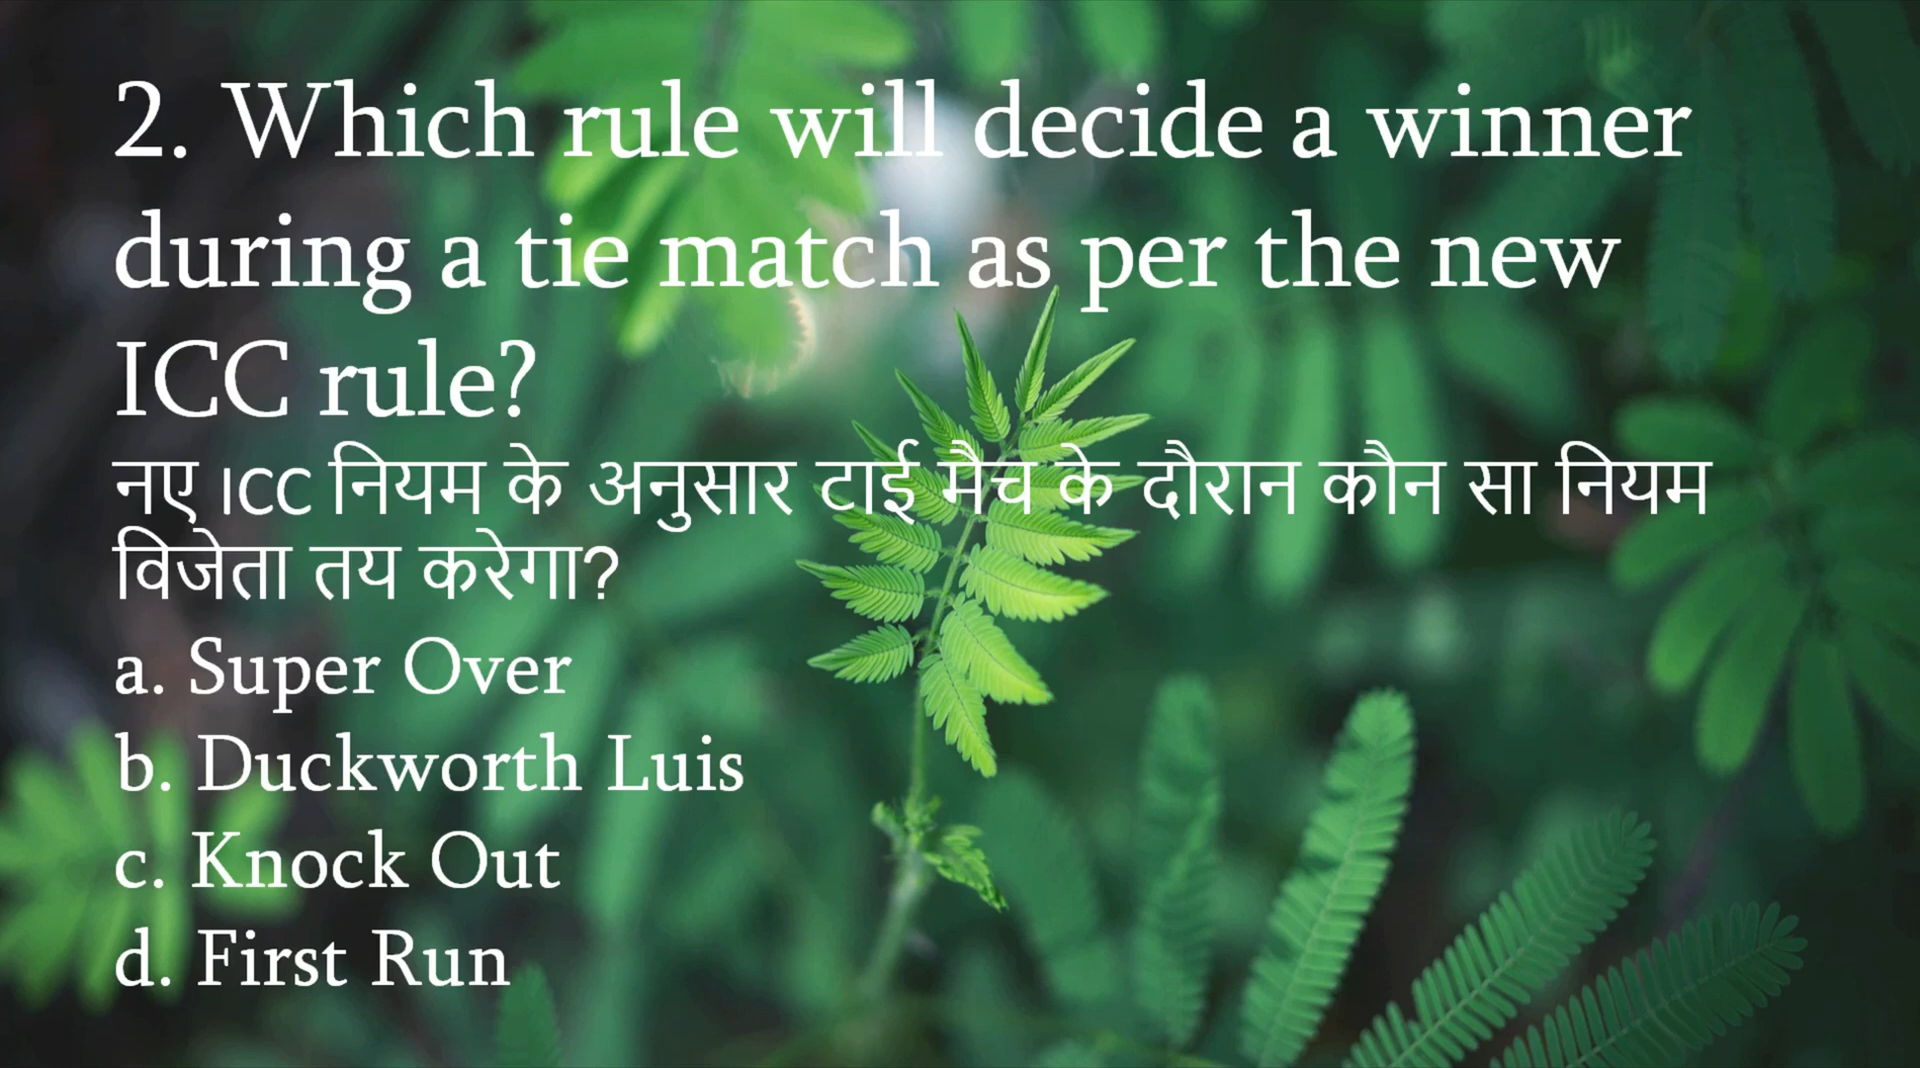 2. Which rule will decide a winner
during a tie match as per the new
ICC rule?
नए ICC नियम के अनुसार टाई मैच के दौरान कौन सा नियम
विजेता तय करेगा?
a. Super Over
b. Duckworth Luis
c. Knock Out
d. First Run